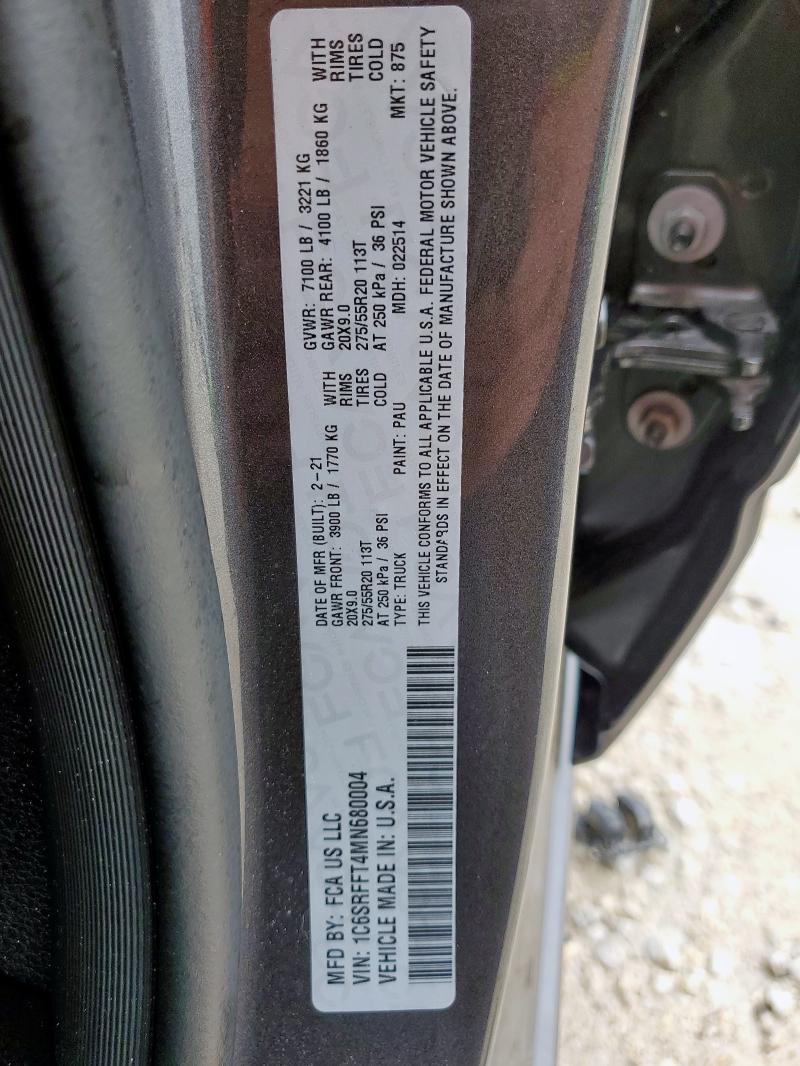 MFD BY: FCA US LLC
VIN: 1C6SRFFT4MN680004
VEHICLE MADE IN: U.S.A.
DATE OF MFR (BUILT): 2-21
GVWR: 7100 LB / 3221 KG
GAWR FRONT: 3900 LB / 1770 KG WITH
GAWR REAR: 4100 LB / 1860 KG WITH
20X9.0 RIMS
20X9.0 RIMS
275/55R20 113T TIRES
275/55R20 113T TIRES
AT 250 kPa / 36 PSI COLD
AT 250 kPa / 36 PSI COLD
TYPE: TRUCK PAINT: PAU MDH: 022514 MKT: 875
THIS VEHICLE CONFORMS TO ALL APPLICABLE U.S.A. FEDERAL MOTOR VEHICLE SAFETY
STANDARDS IN EFFECT ON THE DATE OF MANUFACTURE SHOWN ABOVE.